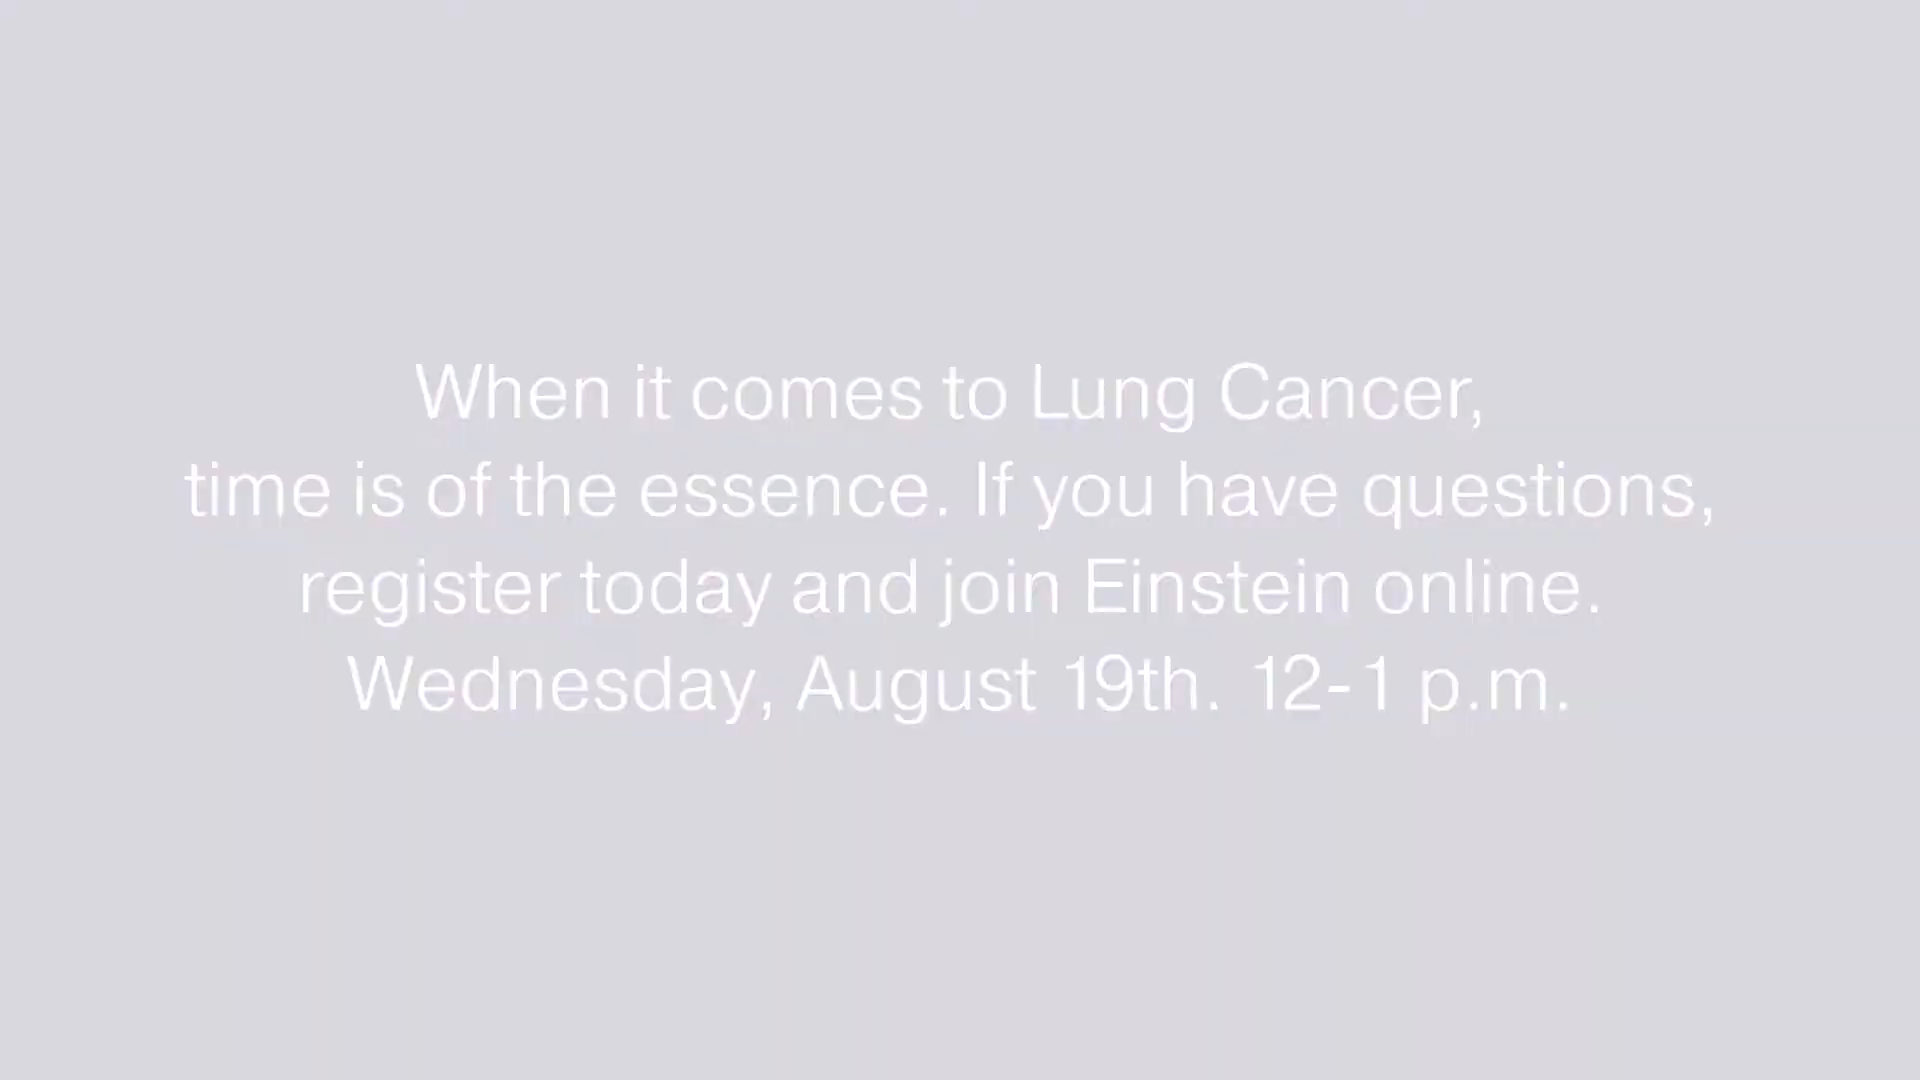 When it comes to Lung Cancer,
time is of the essence. If you have questions,
register today and join Einstein online.
Wednesday, August 19th. 12-1 p.m.